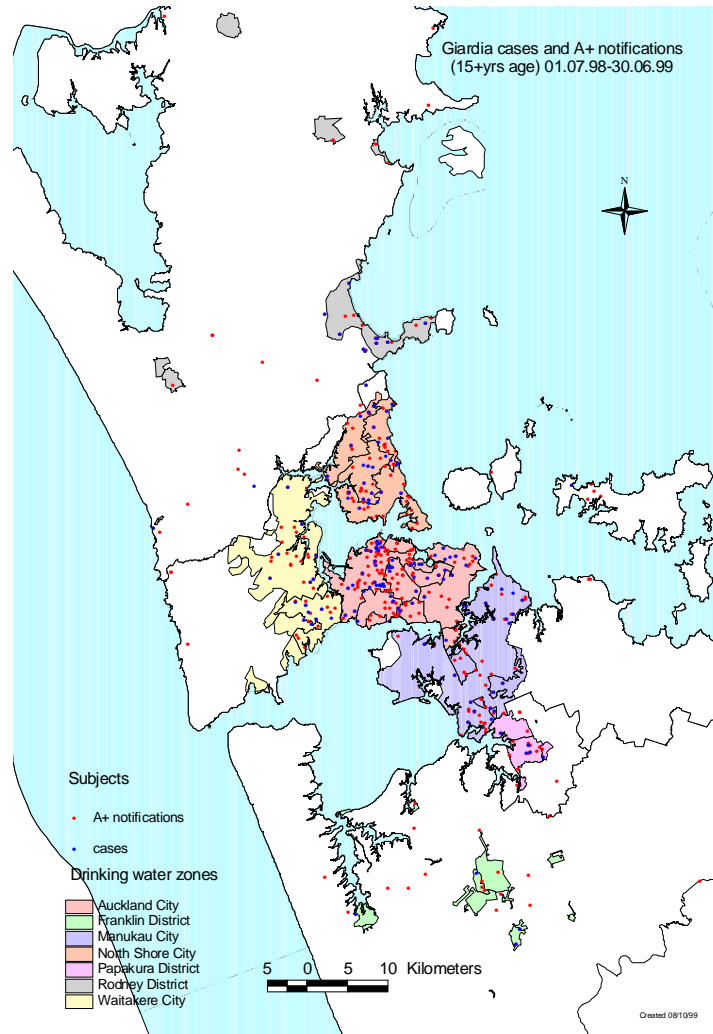 Giardia cases and A+ notifications
(15+yrs age) 01.07.98-30.06.99
N
Subjects
A+ notifications
cases
Drinking water zones
Auckland City
Franklin District
Manukau City
North Shore City
Papakura District
Rodney District
Waitakere City
5 0 5 10 Kilometers
Created 08/10/99